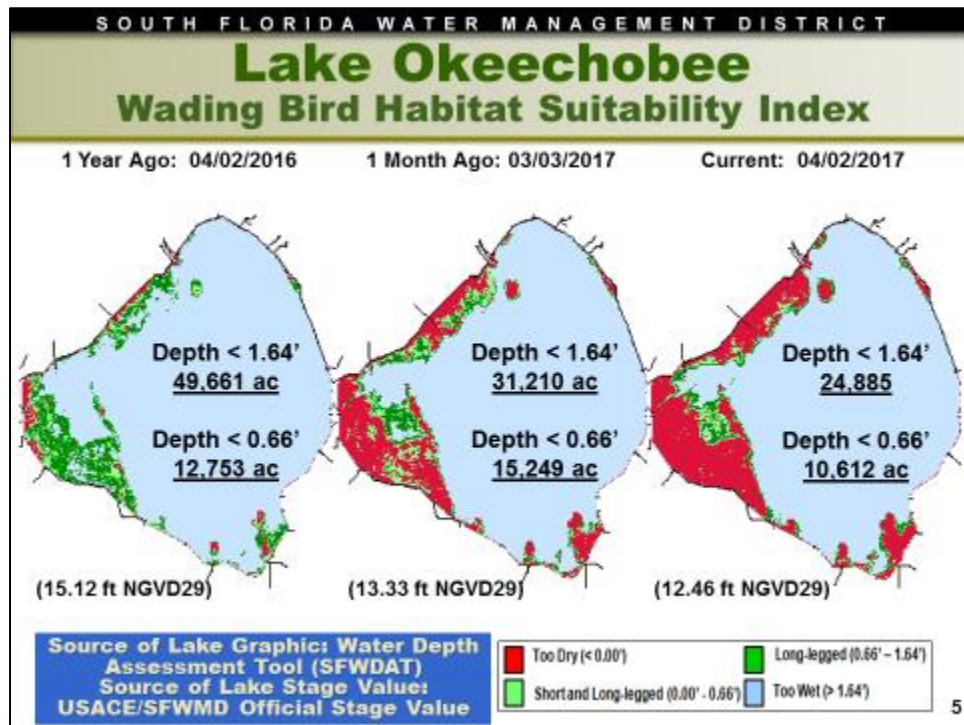 SOUTH FLORIDA WATER MANAGEMENT DISTRICT
Lake Okeechobee
Wading Bird Habitat Suitability Index
1 Year Ago: 04/02/2016
1 Month Ago: 03/03/2017
Current: 04/02/2017
Depth < 1.64'
49,661 ac
Depth < 0.66'
12,753 ac
(15.12 ft NGVD29)
Depth < 1.64'
31,210 ac
Depth < 0.66'
15,249 ac
(13.33 ft NGVD29)
Depth < 1.64'
24,885
Depth < 0.66'
10,612 ac
(12.46 ft NGVD29)
Source of Lake Graphic: Water Depth
Assessment Tool (SFWDAT)
Source of Lake Stage Value:
USACE/SFWMD Official Stage Value
Too Dry (< 0.00')
Short and Long-legged (0.00' - 0.66')
Long-legged (0.66' – 1.64')
Too Wet (> 1.64')
5